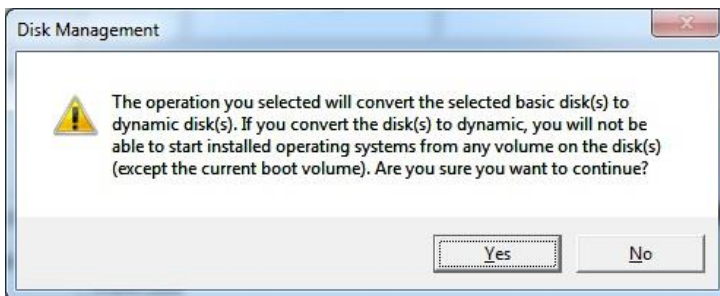 Disk Management
The operation you selected will convert the selected basic disk(s) to
dynamic disk(s). If you convert the disk(s) to dynamic, you will not be
able to start installed operating systems from any volume on the disk(s)
(except the current boot volume). Are you sure you want to continue?
Yes
No